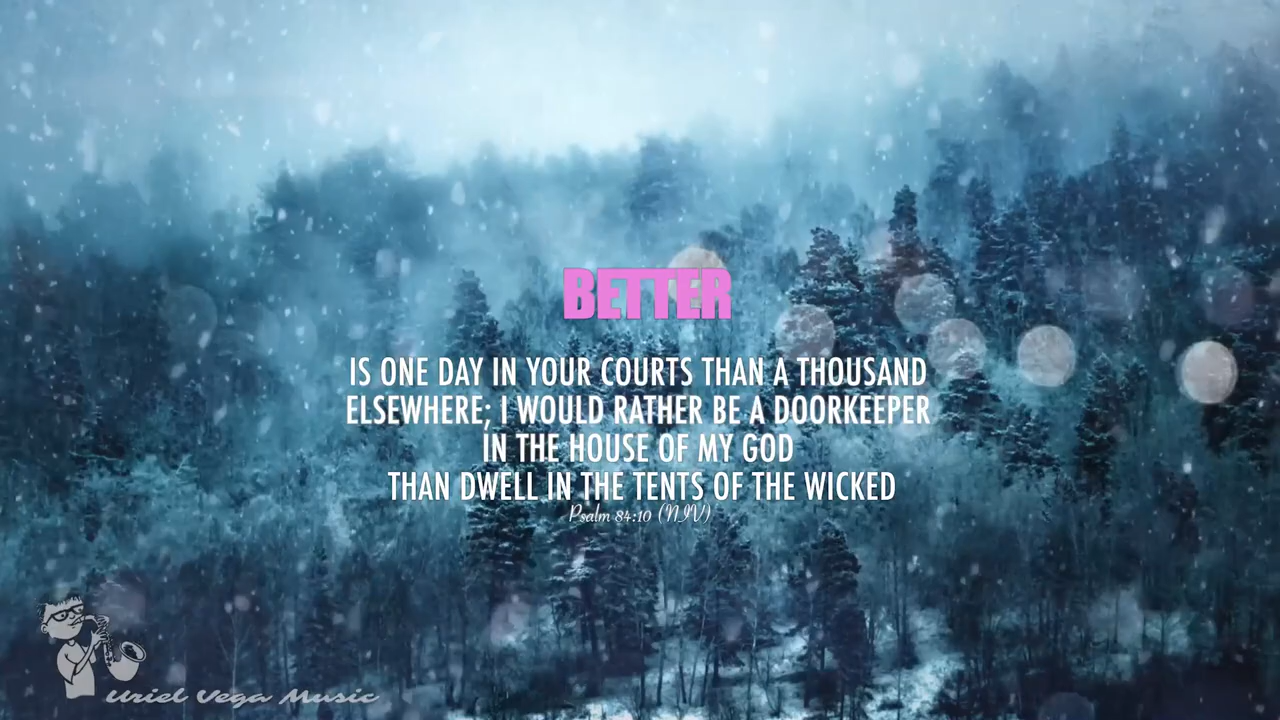 BETTER
IS ONE DAY IN YOUR COURTS THAN A THOUSAND
ELSEWHERE; I WOULD RATHER BE A DOORKEEPER
IN THE HOUSE OF MY GOD
THAN DWELL IN THE TENTS OF THE WICKED
Psalm 84:10 (NIV)
Uriel Vega Music